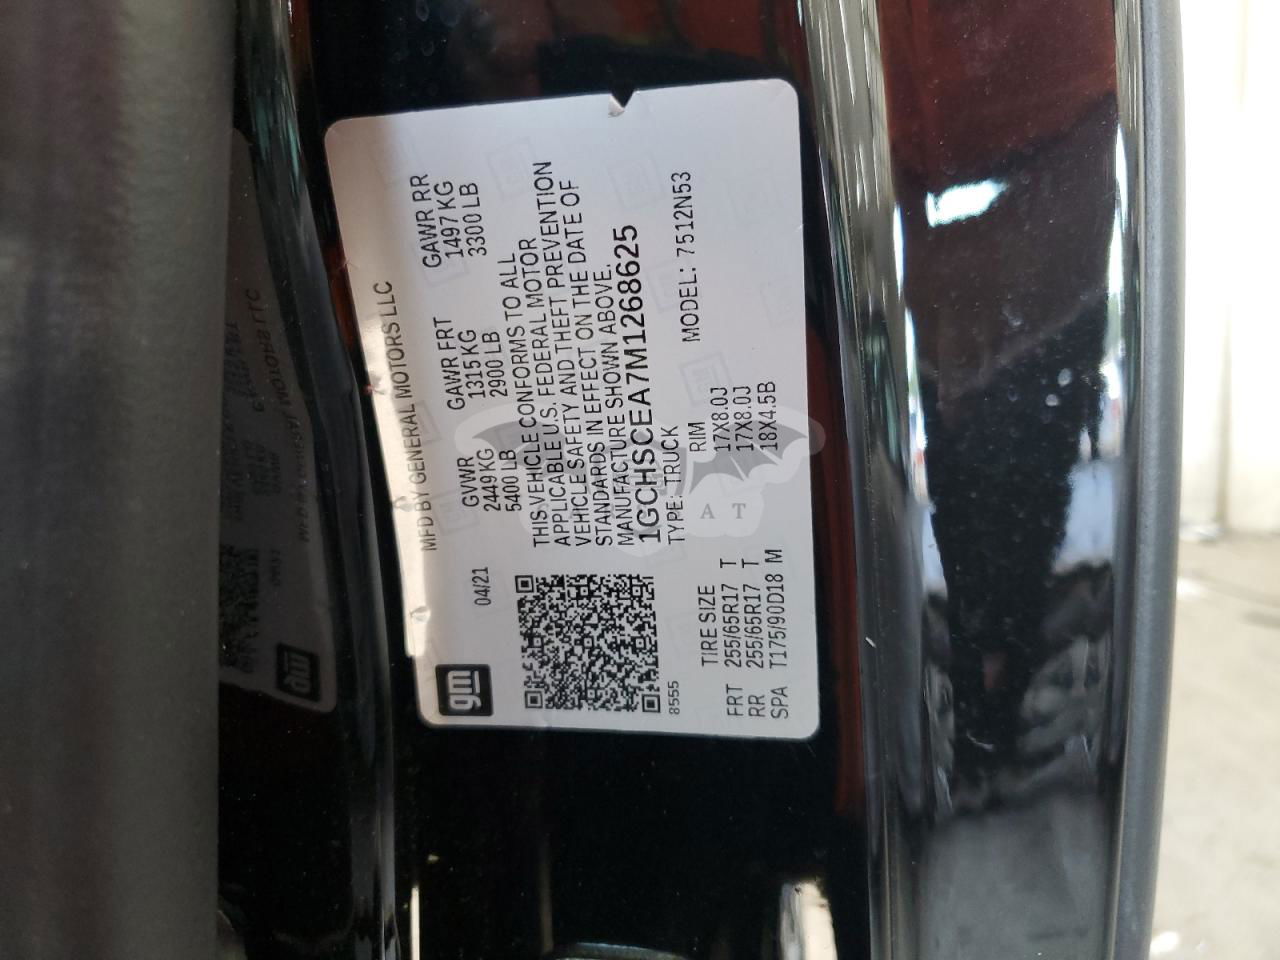 MFD BY GENERAL MOTORS LLC
04/21
GVWR GAWR FRT GAWR RR
2449 KG 1315 KG 1497 KG
5400 LB 2900 LB 3300 LB
THIS VEHICLE CONFORMS TO ALL
APPLICABLE U.S. FEDERAL MOTOR
VEHICLE SAFETY AND THEFT PREVENTION
STANDARDS IN EFFECT ON THE DATE OF
MANUFACTURE SHOWN ABOVE.
1GCHSCEA7M1268625
TYPE: TRUCK MODEL: 7512N53
gm
8555
TIRE SIZE RIM
FRT 255/65R17 T 17X8.0J
RR 255/65R17 T 17X8.0J
SPA T175/90D18 M 18X4.5B